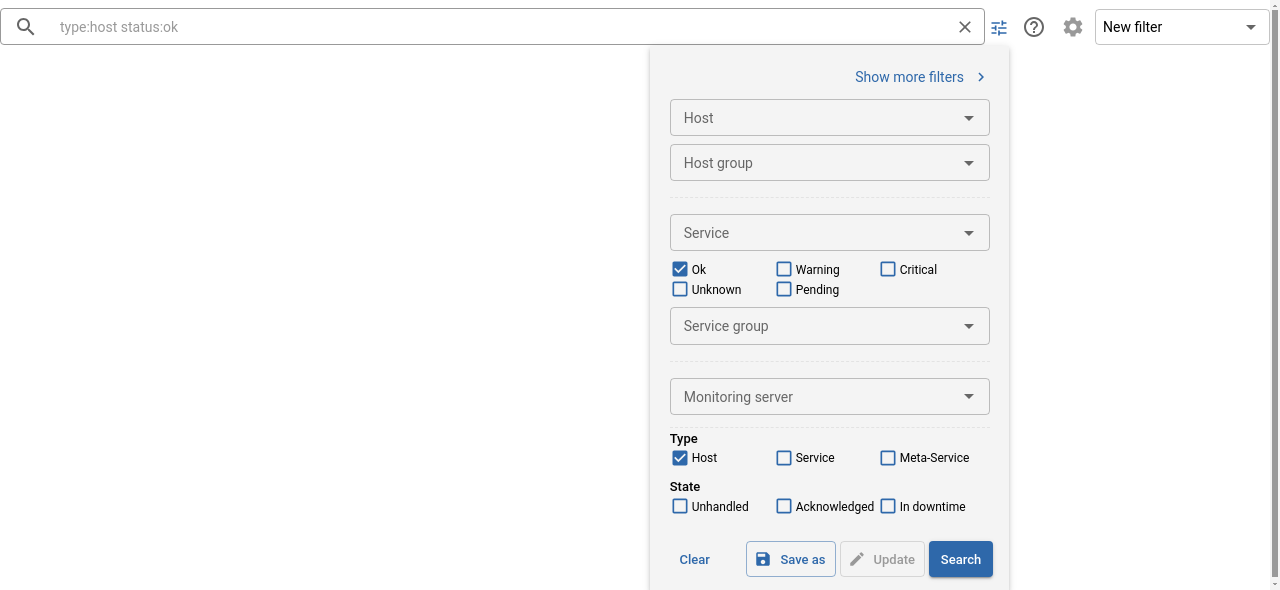 type:host status:ok
New filter
Show more filters
Host
Host group
Service
Ok Warning Critical
Unknown Pending
Service group
Monitoring server
Type
Host Service Meta-Service
State
Unhandled Acknowledged In downtime
Clear Save as Update Search